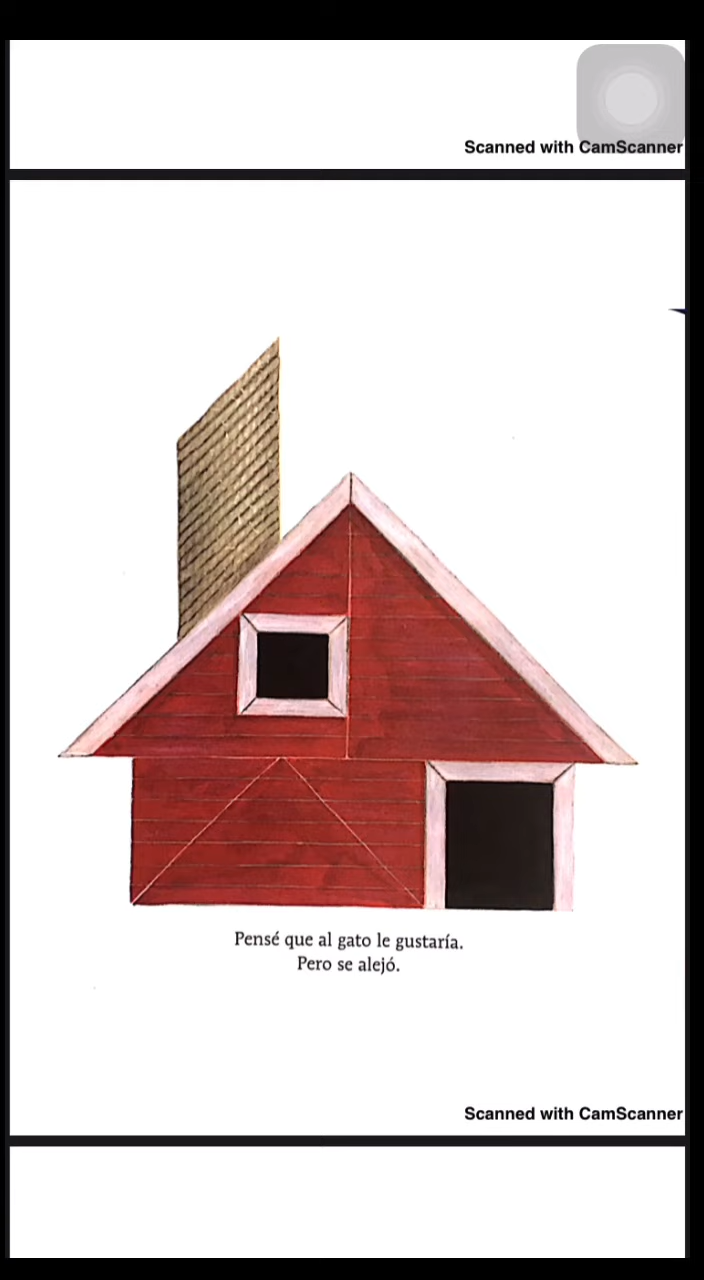 Scanned with CamScanner
Pensé que al gato le gustaría.
Pero se alejó.
Scanned with CamScanner